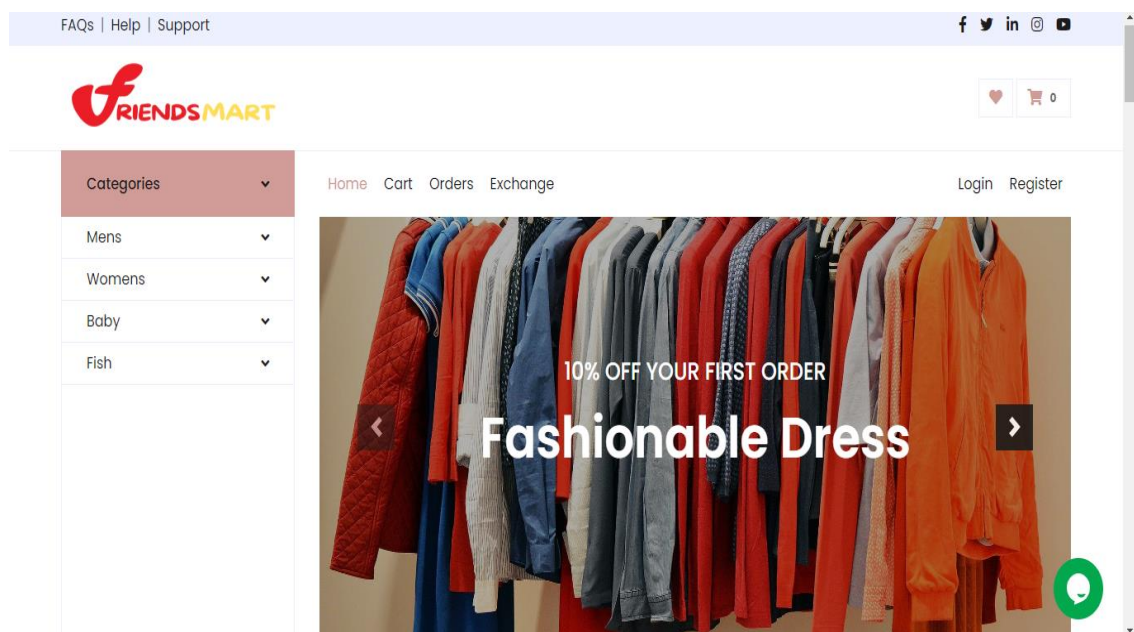 FAQs | Help | Support
FRIENDSMART
0
Categories
Home Cart Orders Exchange
Login Register
Mens
Womens
Baby
Fish
10% OFF YOUR FIRST ORDER
Fashionable Dress